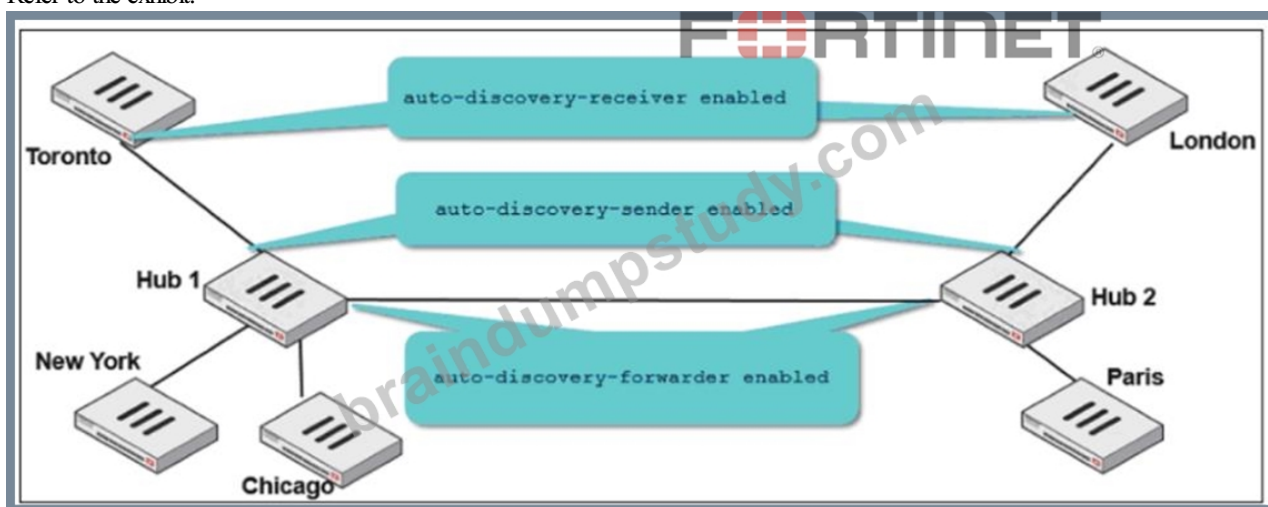 Refer to the exhibit.
FORTINET®
auto-discovery-receiver enabled
Toronto
London
auto-discovery-sender enabled
Hub 1
Hub 2
New York
auto-discovery-forwarder enabled
Paris
Chicago
braindumpstudy.com